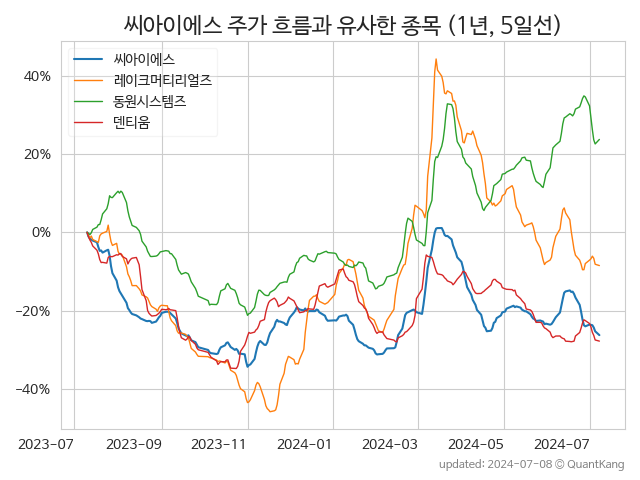 씨아이에스 주가 흐름과 유사한 종목 (1년, 5일선)
씨아이에스
레이크머티리얼즈
동원시스템즈
덴티움
40%
20%
0%
−20%
−40%
2023-07 2023-09 2023-11 2024-01 2024-03 2024-05 2024-07
updated: 2024-07-08 © QuantKang